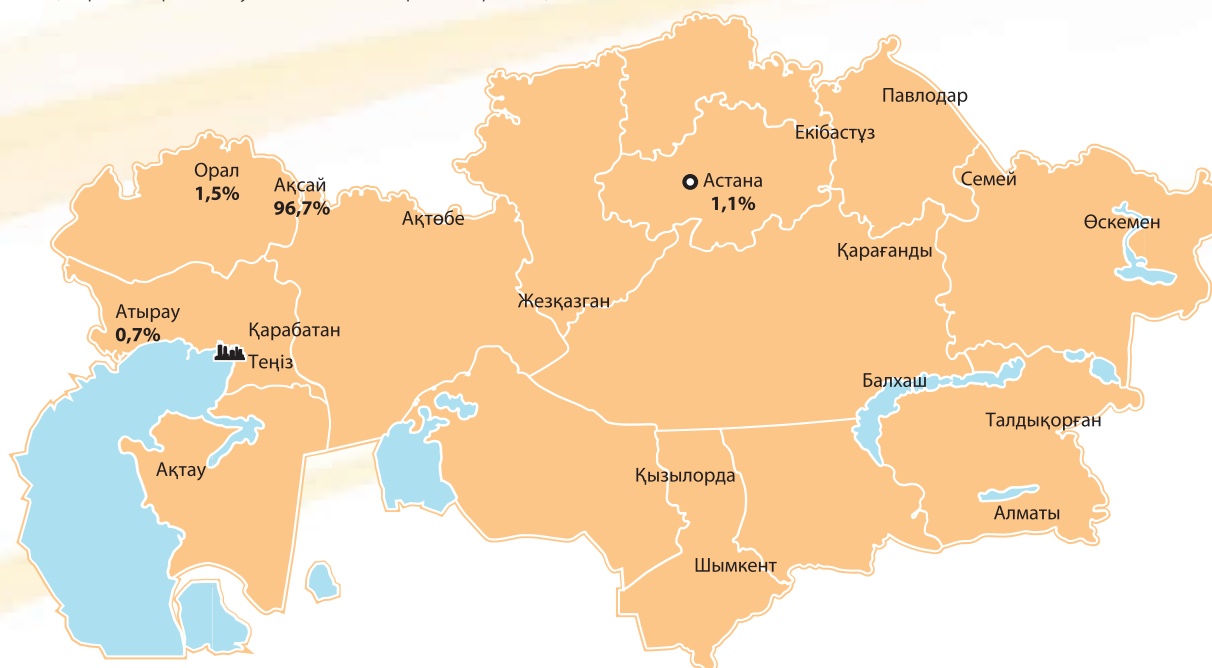 Павлодар
Екібастұз
Орал
1,5%
Ақсай
96,7%
Астана
1,1%
Семей
Ақтөбе
Өскемен
Қарағанды
Жезқазған
Атырау
0,7%
Қарабатан
Теңіз
Балхаш
Талдықорған
Ақтау
Қызылорда
Алматы
Шымкент